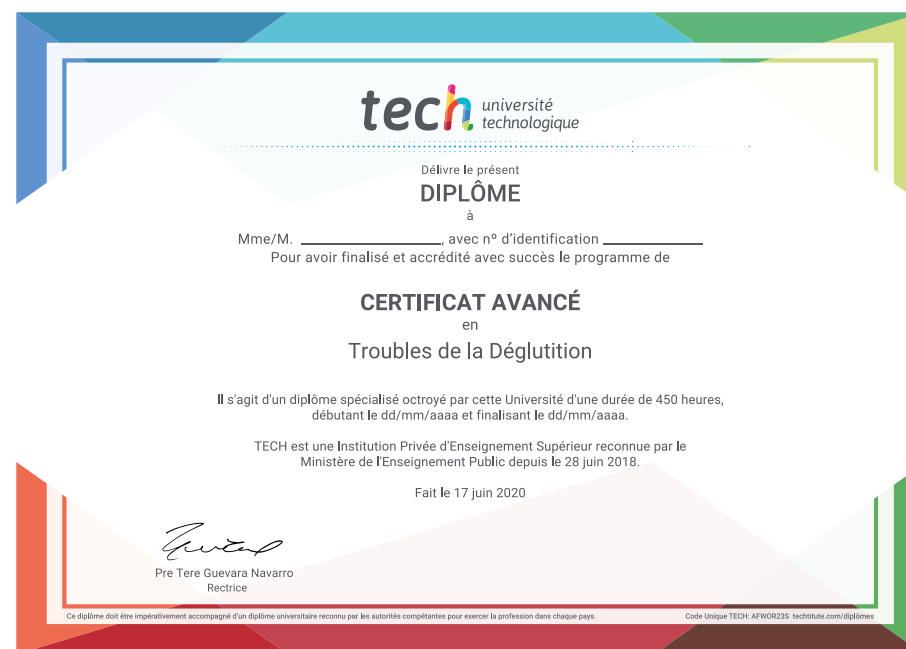 tech université
technologique
Délivre le présent
DIPLÔME
à
Mme/M. ____________________, avec nº d'identification ______________
Pour avoir finalisé et accrédité avec succès le programme de
CERTIFICAT AVANCÉ
en
Troubles de la Déglutition
Il s'agit d'un diplôme spécialisé octroyé par cette Université d'une durée de 450 heures,
débutant le dd/mm/aaaa et finalisant le dd/mm/aaaa.
TECH est une Institution Privée d'Enseignement Supérieur reconnue par le
Ministère de l'Enseignement Public depuis le 28 juin 2018.
Fait le 17 juin 2020
Pre Tere Guevara Navarro
Rectrice
Ce diplôme doit être impérativement accompagné d'un diplôme universitaire reconnu par les autorités compétantes pour exercer la profession dans chaque pays.
Code Unique TECH: AFWOR23S techtitute.com/diplômes